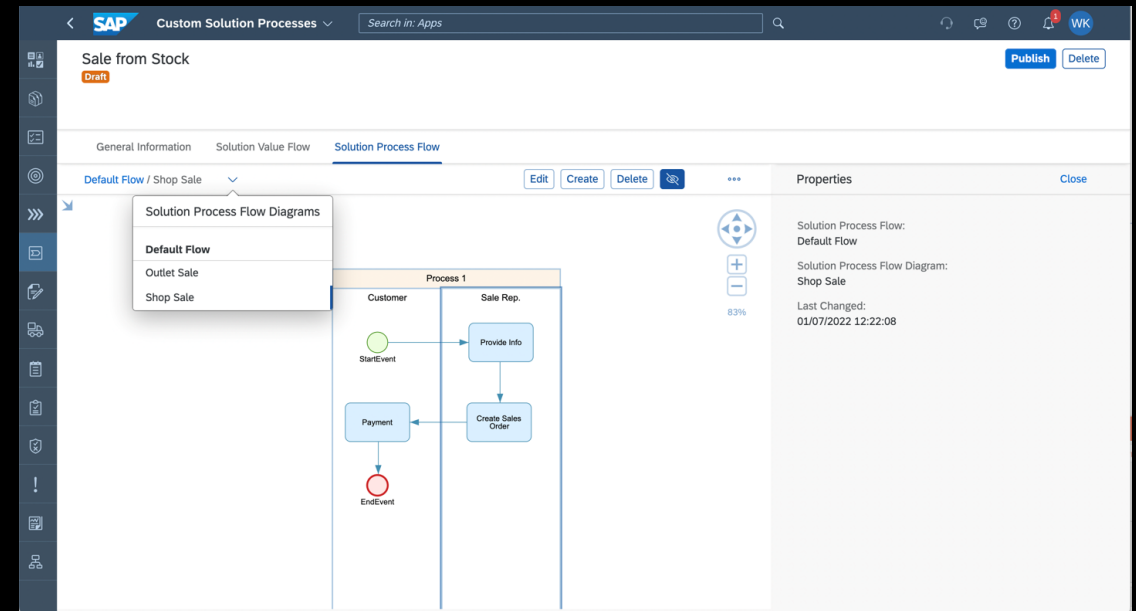 SAP
Custom Solution Processes
Search in: Apps
1
WK
Sale from Stock
Draft
Publish
Delete
General Information
Solution Value Flow
Solution Process Flow
Default Flow / Shop Sale
Edit
Create
Delete
Properties
Close
Solution Process Flow Diagrams
Default Flow
Outlet Sale
Shop Sale
Process 1
Customer
Sale Rep.
StartEvent
Provide Info
Payment
Create Sales
Order
EndEvent
83%
Solution Process Flow:
Default Flow
Solution Process Flow Diagram:
Shop Sale
Last Changed:
01/07/2022 12:22:08